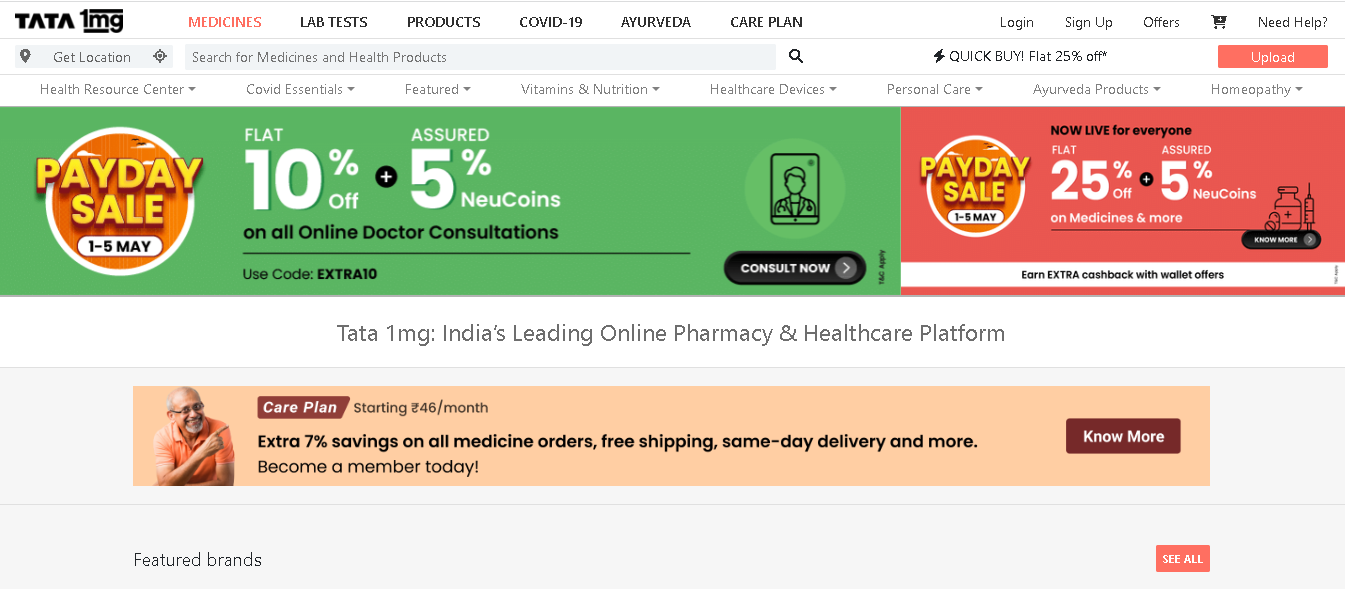 TATA 1mg MEDICINES LAB TESTS PRODUCTS COVID-19 AYURVEDA CARE PLAN Login Sign Up Offers Need Help?
Get Location Search for Medicines and Health Products QUICK BUY! Flat 25% off* Upload
Health Resource Center Covid Essentials Featured Vitamins & Nutrition Healthcare Devices Personal Care Ayurveda Products Homeopathy
PAYDAY
SALE
1-5 MAY
FLAT ASSURED
10% Off + 5% NeuCoins
on all Online Doctor Consultations
Use Code: EXTRA10
CONSULT NOW
T&C Apply
PAYDAY
SALE
1-5 MAY
NOW LIVE for everyone
FLAT ASSURED
25% Off + 5% NeuCoins
on Medicines & more
KNOW MORE
Earn EXTRA cashback with wallet offers
T&C Apply
Tata 1mg: India’s Leading Online Pharmacy & Healthcare Platform
Care Plan Starting ₹46/month
Extra 7% savings on all medicine orders, free shipping, same-day delivery and more.
Become a member today!
Know More
Featured brands SEE ALL